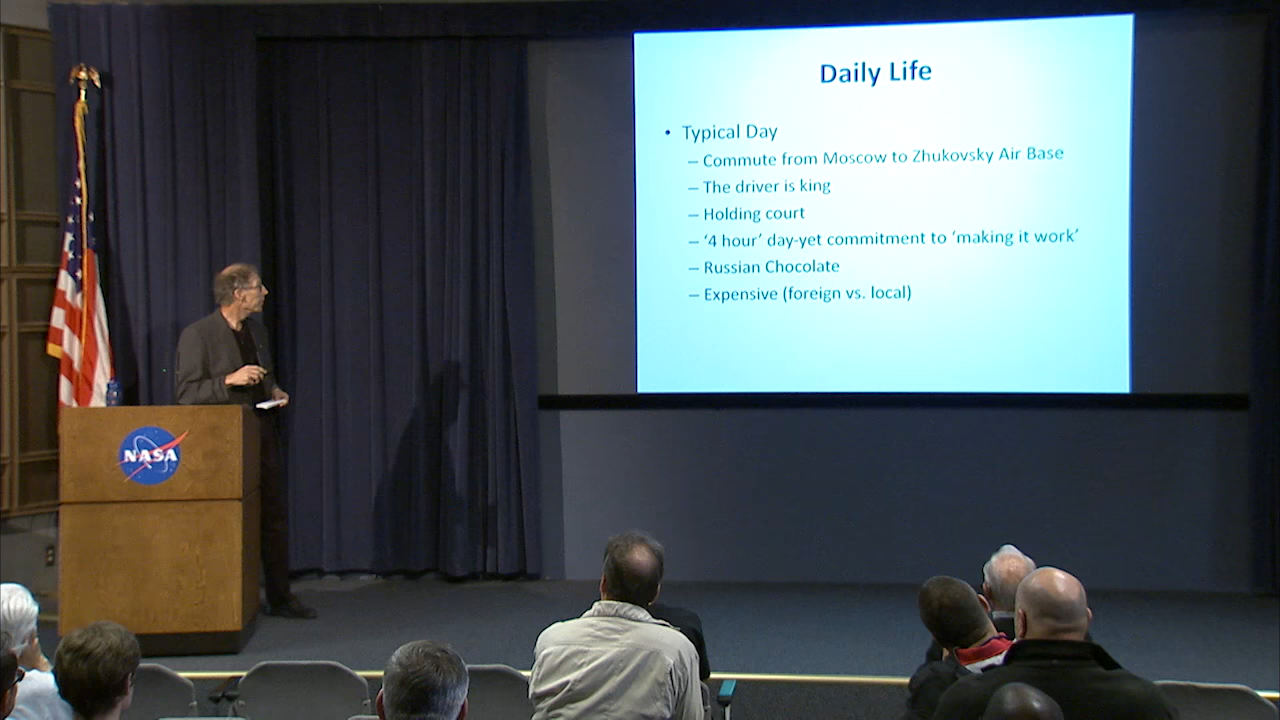 Daily Life
• Typical Day
– Commute from Moscow to Zhukovsky Air Base
– The driver is king
– Holding court
– ‘4 hour’ day-yet commitment to ‘making it work’
– Russian Chocolate
– Expensive (foreign vs. local)
NASA